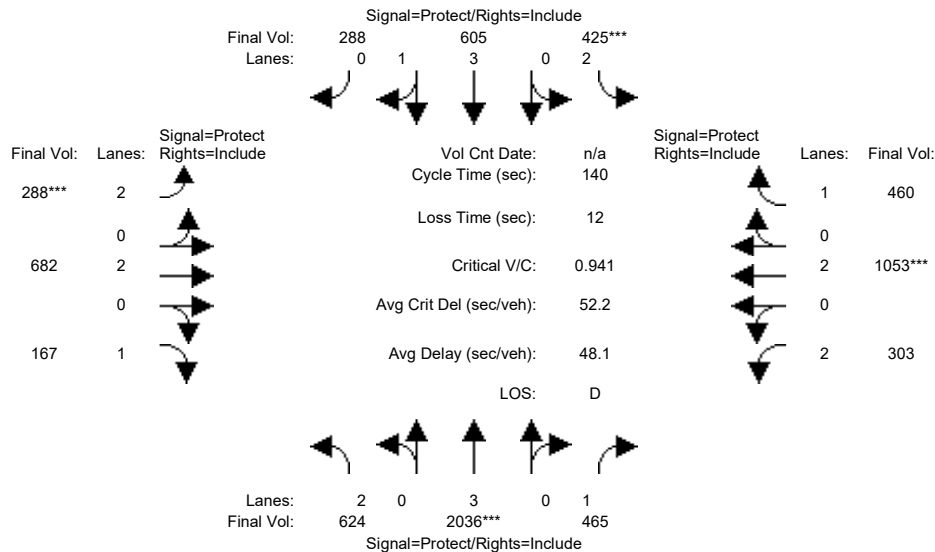 Signal=Protect/Rights=Include
Final Vol: 288 605 425***
Lanes: 0 1 3 0 2
Signal=Protect Signal=Protect
Final Vol: Lanes: Rights=Include Vol Cnt Date: n/a Rights=Include Lanes: Final Vol:
Cycle Time (sec): 140
288*** 2 1 460
Loss Time (sec): 12
0 0
682 2 Critical V/C: 0.941 2 1053***
0 Avg Crit Del (sec/veh): 52.2 0
167 1 Avg Delay (sec/veh): 48.1 2 303
LOS: D
Lanes: 2 0 3 0 1
Final Vol: 624 2036*** 465
Signal=Protect/Rights=Include